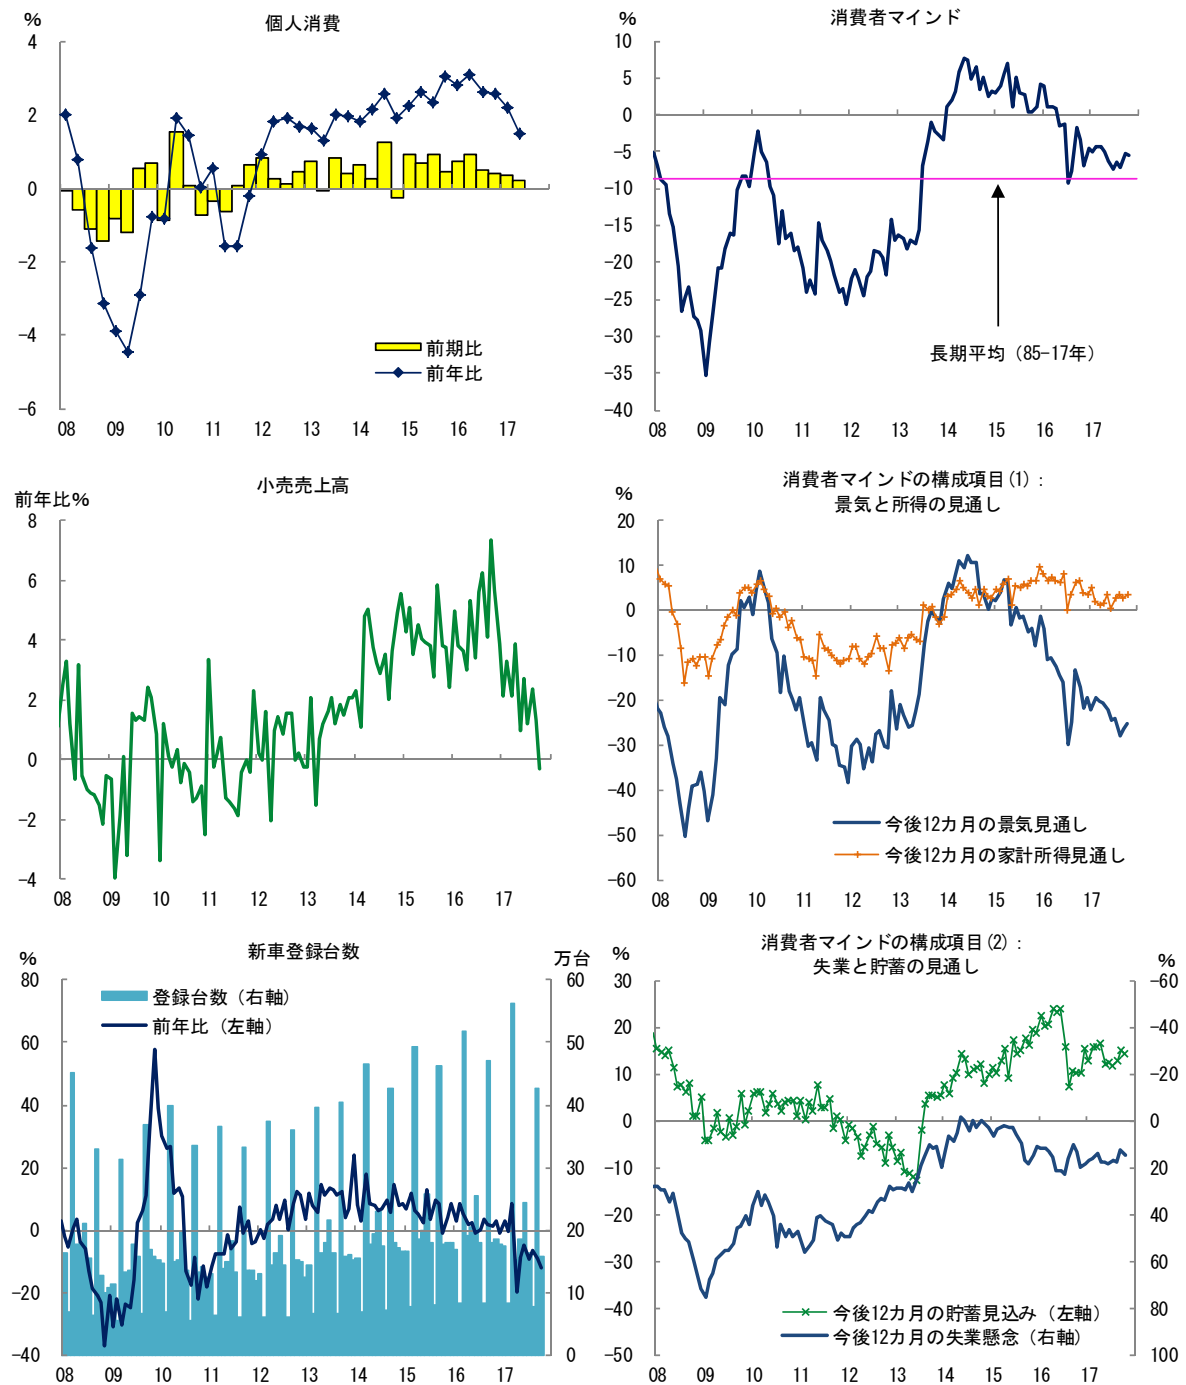 個人消費
%
4
2
0
−2
−4
−6
前期比
前年比
08 09 10 11 12 13 14 15 16 17
消費者マインド
%
10
5
0
−5
−10
−15
−20
−25
−30
−35
−40
長期平均（85−17年）
08 09 10 11 12 13 14 15 16 17
小売売上高
前年比%
8
6
4
2
0
−2
−4
08 09 10 11 12 13 14 15 16 17
消費者マインドの構成項目(1)：
景気と所得の見通し
%
20
10
0
−10
−20
−30
−40
−50
−60
今後12カ月の景気見通し
今後12カ月の家計所得見通し
08 09 10 11 12 13 14 15 16 17
新車登録台数
%
万台
80 60
60 50
40 40
20 30
0 20
−20 10
−40 0
登録台数（右軸）
前年比（左軸）
08 09 10 11 12 13 14 15 16 17
消費者マインドの構成項目(2)：
失業と貯蓄の見通し
%
%
30 −60
20 −40
10 −20
0 0
−10 20
−20 40
−30 60
−40 80
−50 100
今後12カ月の貯蓄見込み（左軸）
今後12カ月の失業懸念（右軸）
08 09 10 11 12 13 14 15 16 17